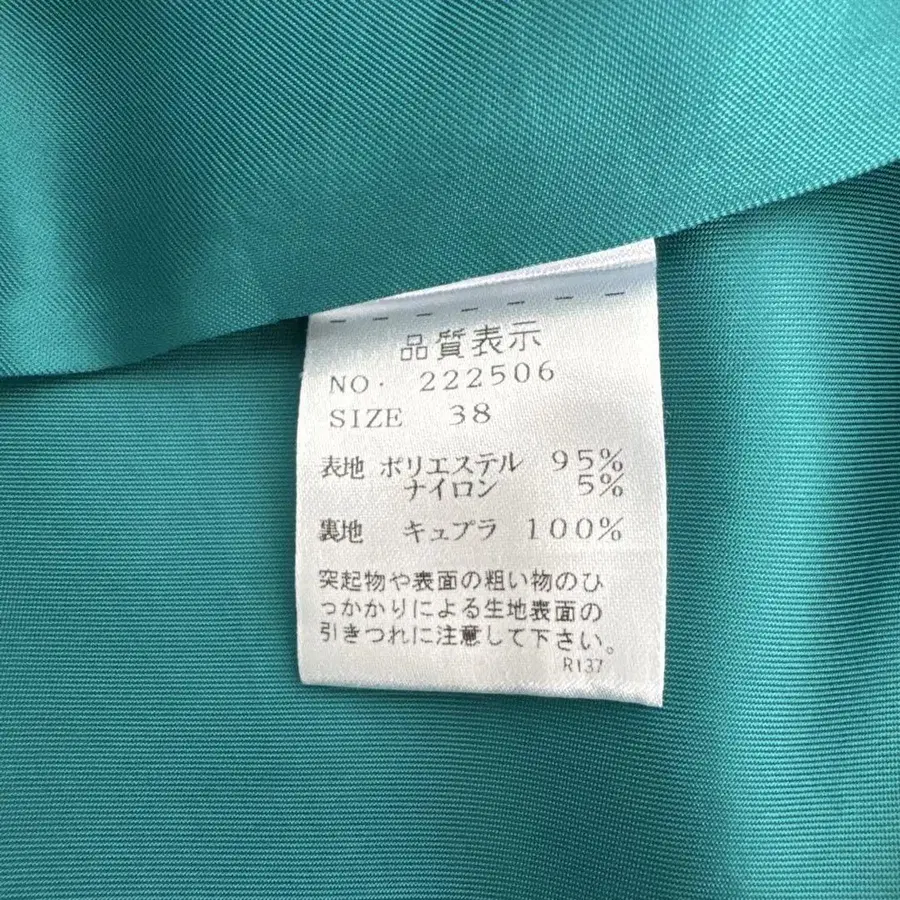 品質表示
NO. 222506
SIZE 38
表地 ポリエステル 95%
ナイロン 5%
裏地 キュプラ 100%
突起物や表面の粗い物のひ
っかかりによる生地表面の
引きつれに注意して下さい。
R137